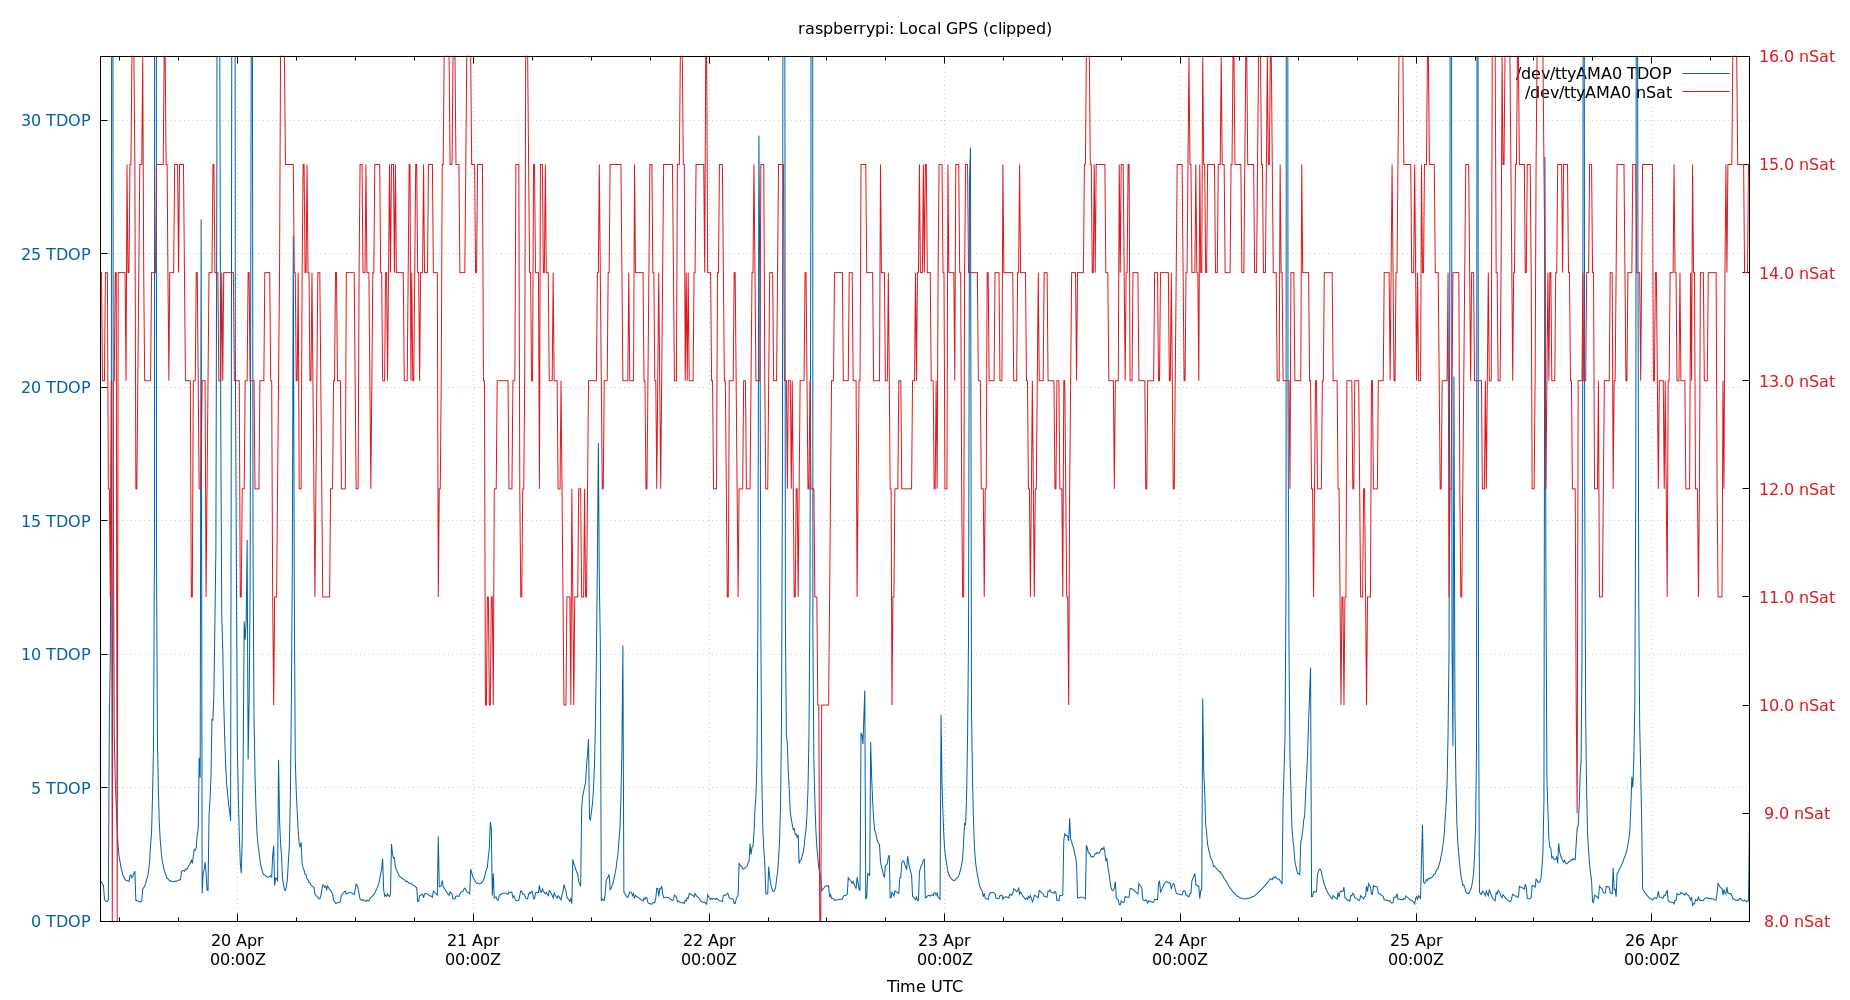 raspberrypi: Local GPS (clipped)
/dev/ttyAMA0 TDOP
/dev/ttyAMA0 nSat
30 TDOP
25 TDOP
20 TDOP
15 TDOP
10 TDOP
5 TDOP
0 TDOP
16.0 nSat
15.0 nSat
14.0 nSat
13.0 nSat
12.0 nSat
11.0 nSat
10.0 nSat
9.0 nSat
8.0 nSat
20 Apr
00:00Z
21 Apr
00:00Z
22 Apr
00:00Z
23 Apr
00:00Z
24 Apr
00:00Z
25 Apr
00:00Z
26 Apr
00:00Z
Time UTC